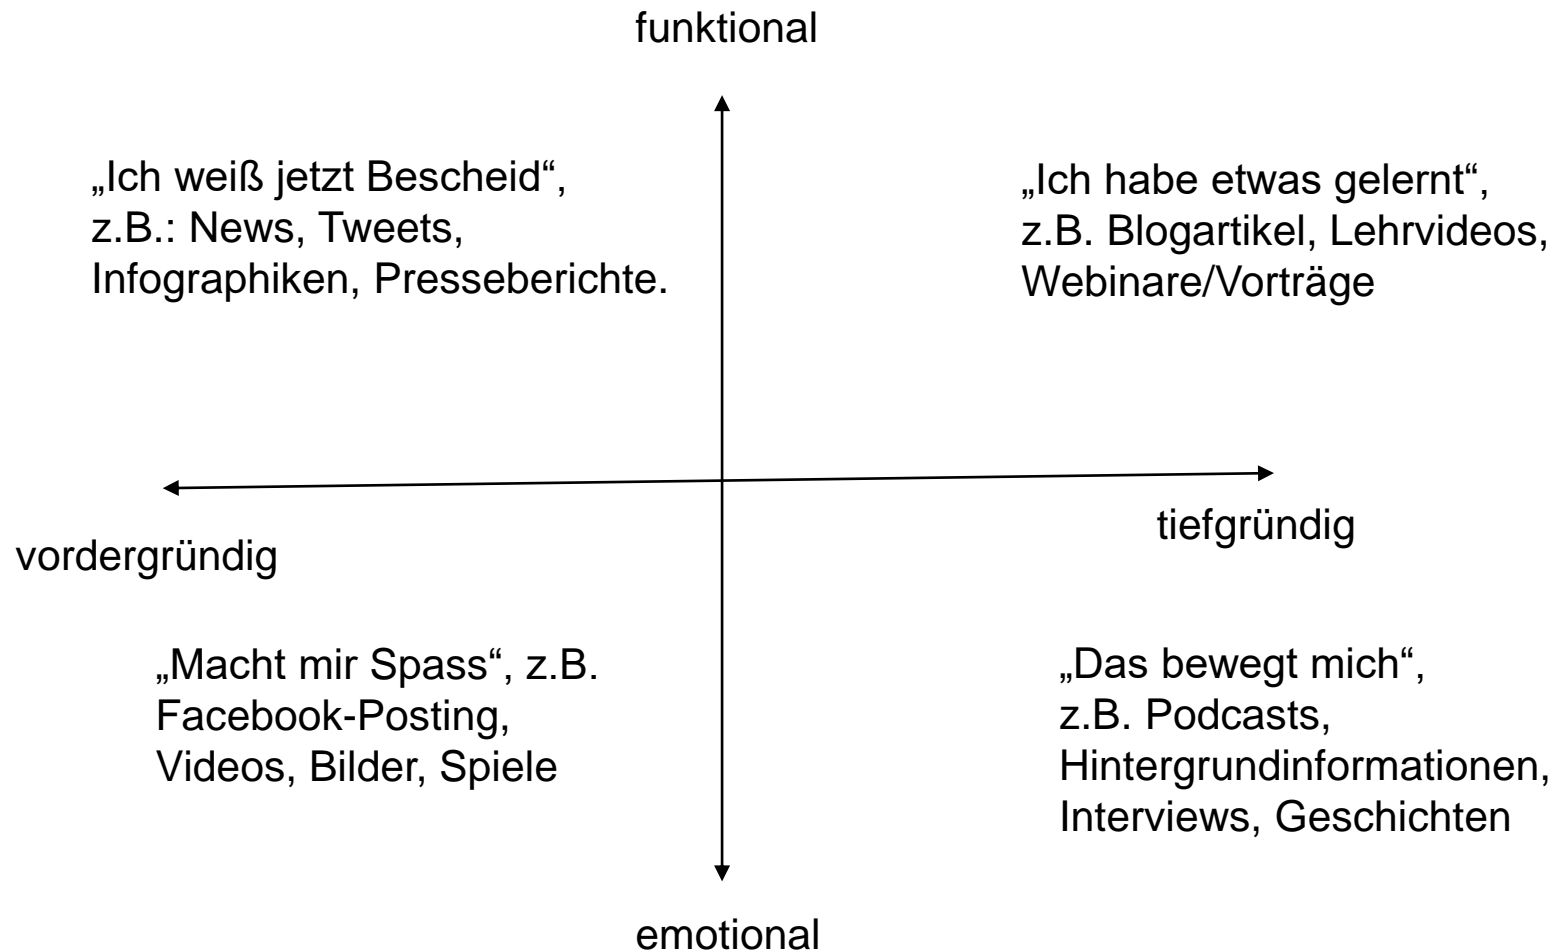 funktional
„Ich weiß jetzt Bescheid“,
z.B.: News, Tweets,
Infographiken, Presseberichte.
„Ich habe etwas gelernt“,
z.B. Blogartikel, Lehrvideos,
Webinare/Vorträge
vordergründig
tiefgründig
„Macht mir Spass“, z.B.
Facebook-Posting,
Videos, Bilder, Spiele
„Das bewegt mich“,
z.B. Podcasts,
Hintergrundinformationen,
Interviews, Geschichten
emotional